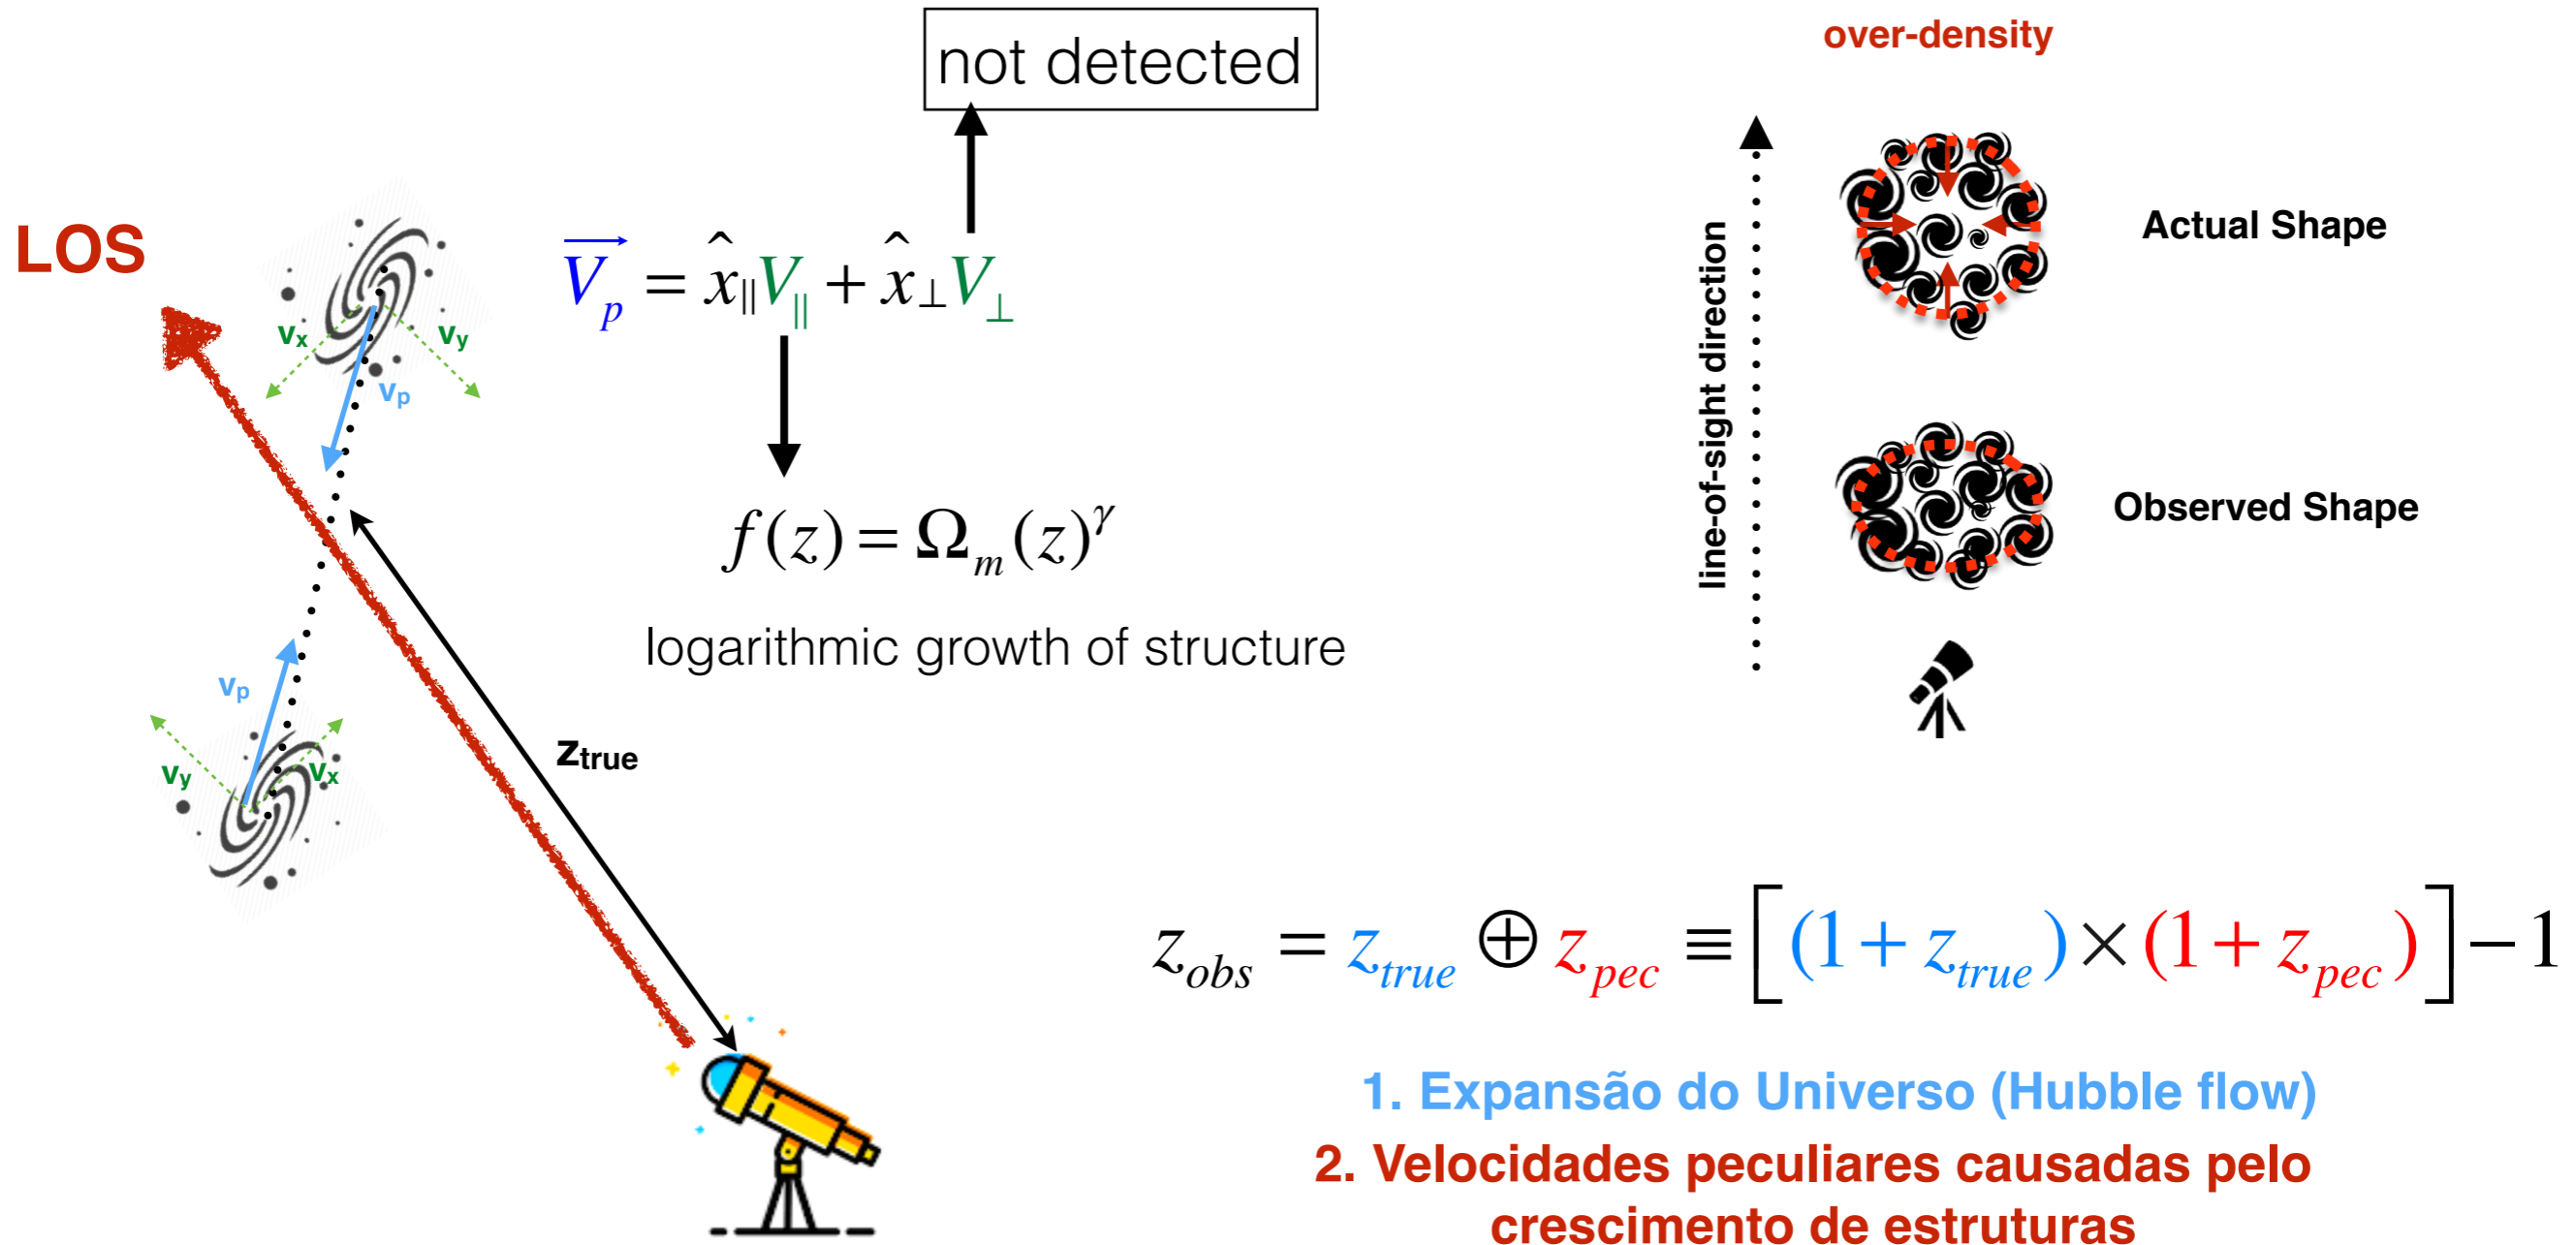 not detected
over-density
LOS
V_p = x̂_∥V_∥ + x̂_⊥V_⊥
Actual Shape
line-of-sight direction
v_x
v_y
v_p
Observed Shape
f(z) = Ω_m(z)^γ
logarithmic growth of structure
v_p
v_y
v_x
z_true
z_obs = z_true ⊕ z_pec ≡ [(1 + z_true) × (1 + z_pec)] − 1
1. Expansão do Universo (Hubble flow)
2. Velocidades peculiares causadas pelo
crescimento de estruturas